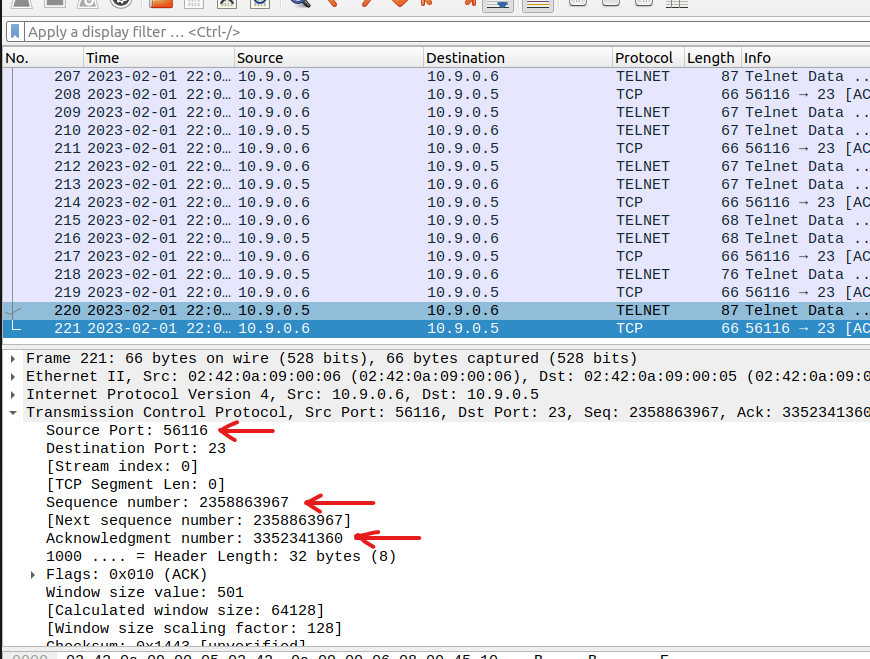 Apply a display filter … <Ctrl-/>
No. Time Source Destination Protocol Length Info
207 2023-02-01 22:0… 10.9.0.5 10.9.0.6 TELNET 87 Telnet Data ..
208 2023-02-01 22:0… 10.9.0.6 10.9.0.5 TCP 66 56116 → 23 [AC
209 2023-02-01 22:0… 10.9.0.6 10.9.0.5 TELNET 67 Telnet Data ..
210 2023-02-01 22:0… 10.9.0.5 10.9.0.6 TELNET 67 Telnet Data ..
211 2023-02-01 22:0… 10.9.0.6 10.9.0.5 TCP 66 56116 → 23 [AC
212 2023-02-01 22:0… 10.9.0.6 10.9.0.5 TELNET 67 Telnet Data ..
213 2023-02-01 22:0… 10.9.0.5 10.9.0.6 TELNET 67 Telnet Data ..
214 2023-02-01 22:0… 10.9.0.6 10.9.0.5 TCP 66 56116 → 23 [AC
215 2023-02-01 22:0… 10.9.0.6 10.9.0.5 TELNET 68 Telnet Data ..
216 2023-02-01 22:0… 10.9.0.5 10.9.0.6 TELNET 68 Telnet Data ..
217 2023-02-01 22:0… 10.9.0.6 10.9.0.5 TCP 66 56116 → 23 [AC
218 2023-02-01 22:0… 10.9.0.5 10.9.0.6 TELNET 76 Telnet Data ..
219 2023-02-01 22:0… 10.9.0.6 10.9.0.5 TCP 66 56116 → 23 [AC
220 2023-02-01 22:0… 10.9.0.5 10.9.0.6 TELNET 87 Telnet Data ..
221 2023-02-01 22:0… 10.9.0.6 10.9.0.5 TCP 66 56116 → 23 [AC
Frame 221: 66 bytes on wire (528 bits), 66 bytes captured (528 bits)
Ethernet II, Src: 02:42:0a:09:00:06 (02:42:0a:09:00:06), Dst: 02:42:0a:09:00:05 (02:42:0a:09:0
Internet Protocol Version 4, Src: 10.9.0.6, Dst: 10.9.0.5
Transmission Control Protocol, Src Port: 56116, Dst Port: 23, Seq: 2358863967, Ack: 3352341360
Source Port: 56116
Destination Port: 23
[Stream index: 0]
[TCP Segment Len: 0]
Sequence number: 2358863967
[Next sequence number: 2358863967]
Acknowledgment number: 3352341360
1000 .... = Header Length: 32 bytes (8)
Flags: 0x010 (ACK)
Window size value: 501
[Calculated window size: 64128]
[Window size scaling factor: 128]
Checksum: 0x1443 [unverified]